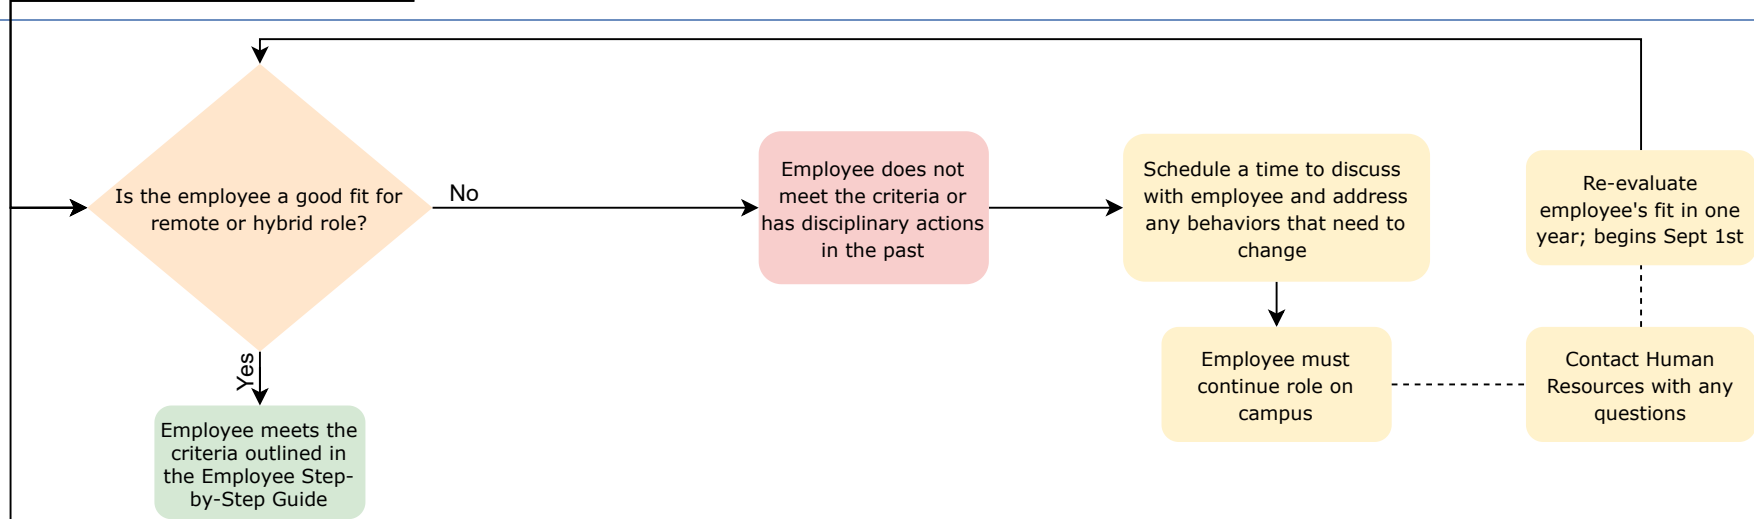 Is the employee a good fit for
remote or hybrid role?
No
Yes
Employee meets the
criteria outlined in
the Employee Step-
by-Step Guide
Employee does not
meet the criteria or
has disciplinary actions
in the past
Schedule a time to discuss
with employee and address
any behaviors that need to
change
Employee must
continue role on
campus
Contact Human
Resources with any
questions
Re-evaluate
employee's fit in one
year; begins Sept 1st